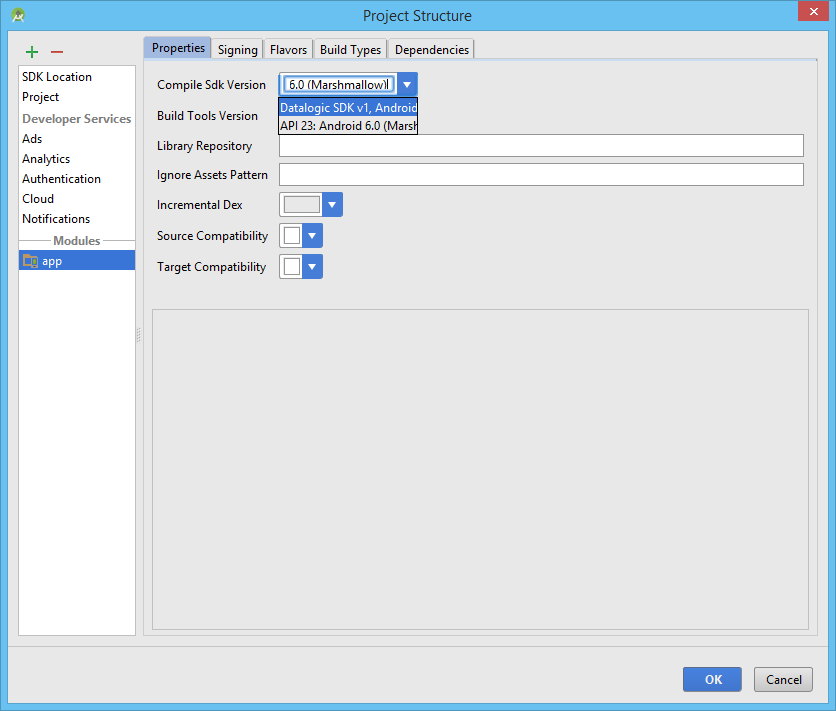 Project Structure
SDK Location
Project
Developer Services
Ads
Analytics
Authentication
Cloud
Notifications
Modules
app
Properties
Signing
Flavors
Build Types
Dependencies
Compile Sdk Version
6.0 (Marshmallow)
Datalogic SDK v1, Android
API 23: Android 6.0 (Marsh
Build Tools Version
Library Repository
Ignore Assets Pattern
Incremental Dex
Source Compatibility
Target Compatibility
OK
Cancel